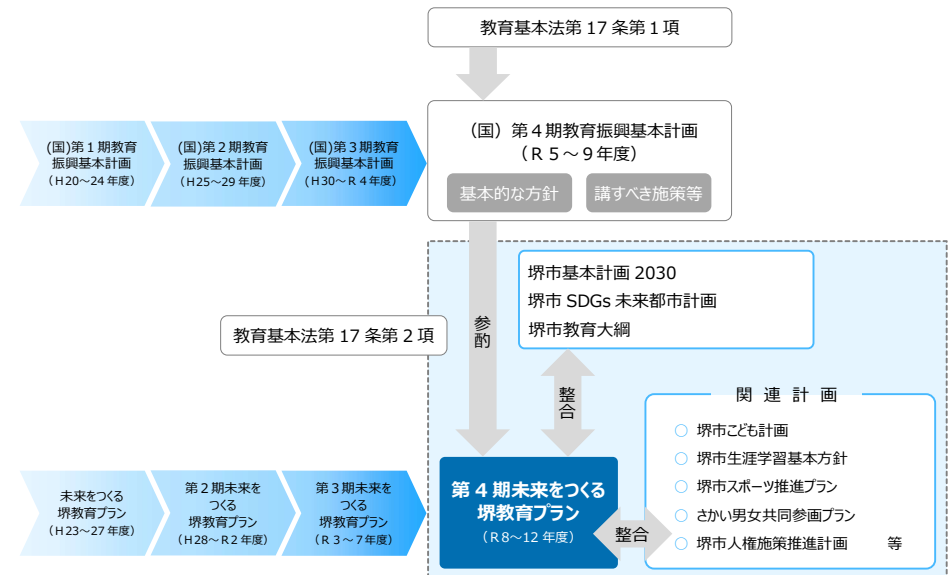 教育基本法第 17 条第 1 項
(国)第 1 期教育
振興基本計画
（H20～24 年度）
(国)第 2 期教育
振興基本計画
（H25～29 年度）
(国)第 3 期教育
振興基本計画
（H30～R 4 年度）
（国）第 4 期教育振興基本計画
（R 5～9 年度）
基本的な方針
講すべき施策等
堺市基本計画 2030
堺市 SDGs 未来都市計画
堺市教育大綱
教育基本法第 17 条第 2 項
参酌
整合
関 連 計 画
○ 堺市こども計画
○ 堺市生涯学習基本方針
○ 堺市スポーツ推進プラン
○ さかい男女共同参画プラン
○ 堺市人権施策推進計画 等
未来をつくる
堺教育プラン
（H23～27 年度）
第 2 期未来を
つくる
堺教育プラン
（H28～R 2 年度）
第 3 期未来を
つくる
堺教育プラン
（R 3～7 年度）
第 4 期未来をつくる
堺教育プラン
（R 8～12 年度）
整合